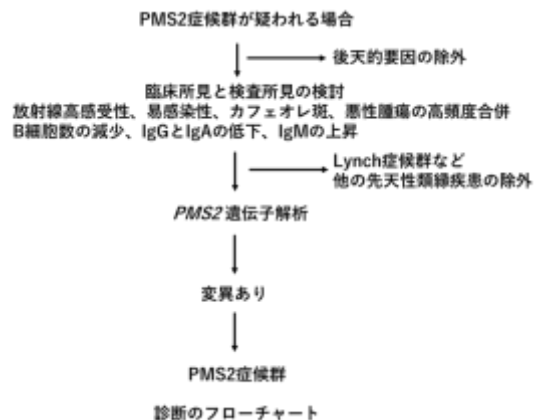 PMS2症候群が疑われる場合
後天的要因の除外
臨床所見と検査所見の検討
放射線高感受性、易感染性、カフェオレ斑、悪性腫瘍の高頻度合併
B細胞数の減少、IgGとIgAの低下、IgMの上昇
Lynch症候群など
他の先天性類縁疾患の除外
PMS2 遺伝子解析
変異あり
PMS2症候群
診断のフローチャート